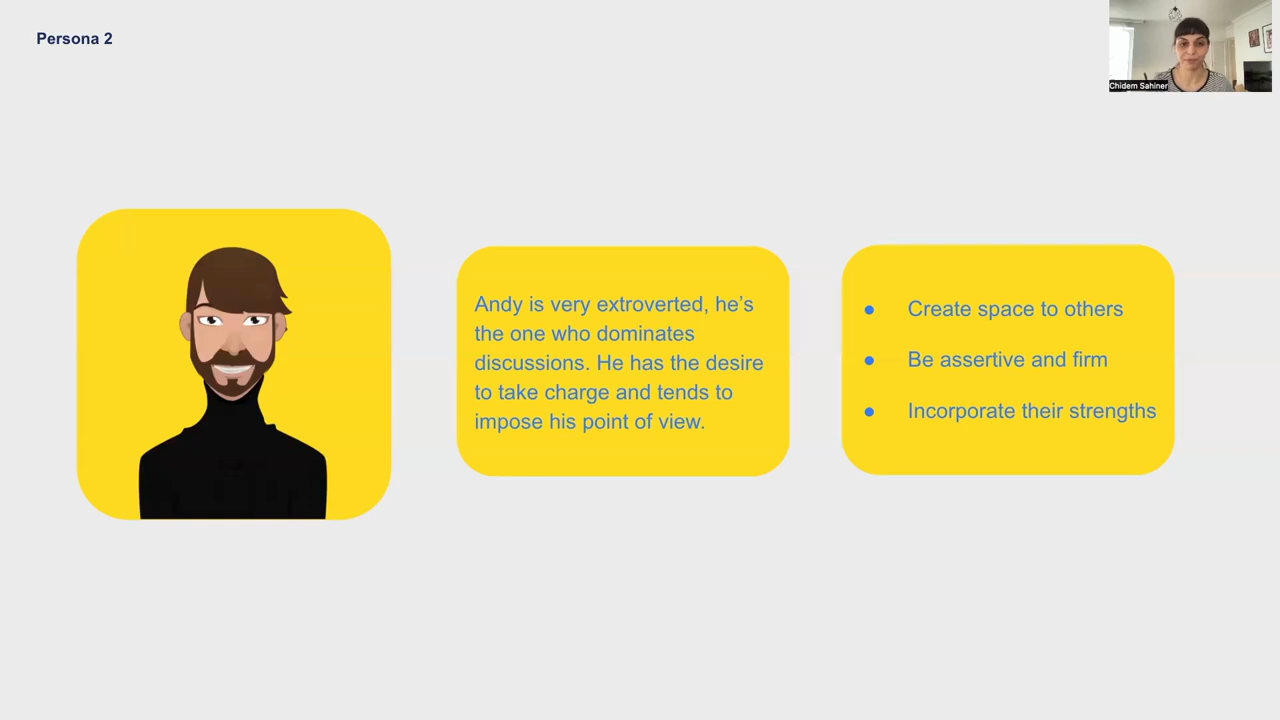 Persona 2
Chidem Sahiner
Andy is very extroverted, he’s
the one who dominates
discussions. He has the desire
to take charge and tends to
impose his point of view.
● Create space to others
● Be assertive and firm
● Incorporate their strengths